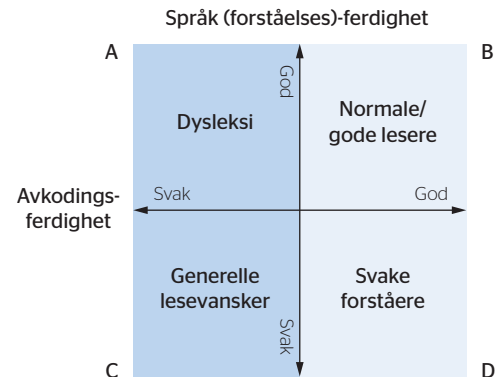 Språk (forståelses)-ferdighet
A
B
God
Dysleksi
Normale/
gode lesere
Avkodings-
ferdighet
Svak
God
Generelle
lesevansker
Svake
forståere
Svak
C
D